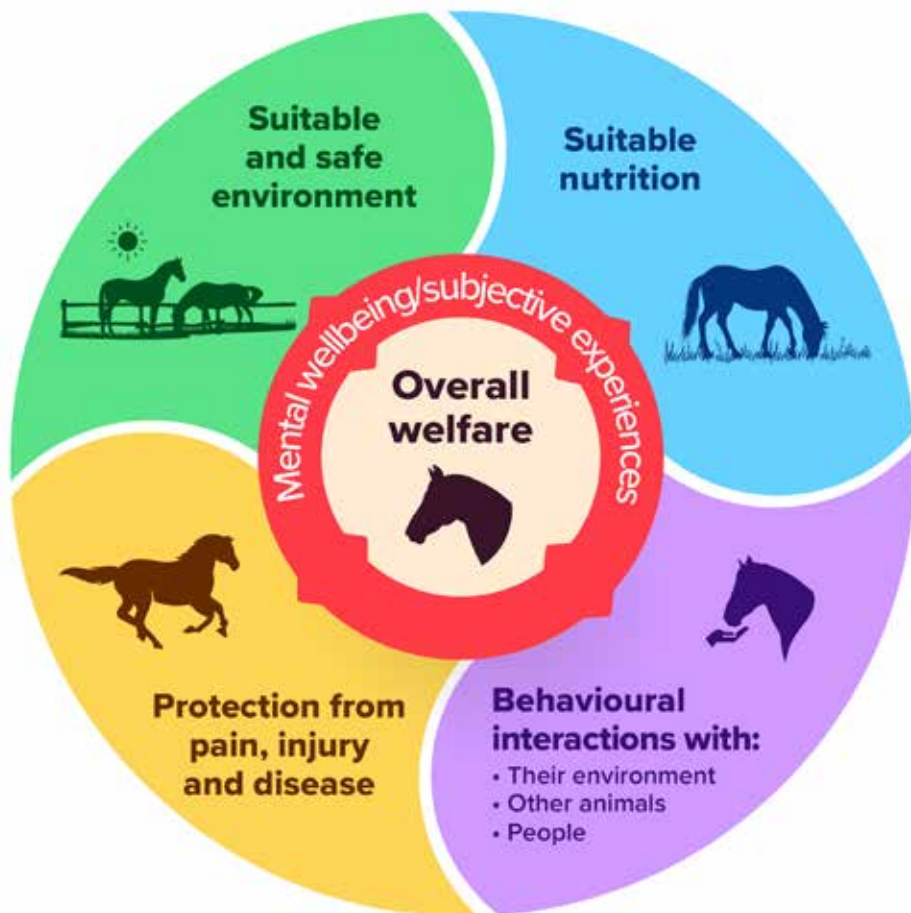 Suitable
and safe
environment
Suitable
nutrition
Mental wellbeing/subjective experiences
Overall
welfare
Protection from
pain, injury
and disease
Behavioural
interactions with:
• Their environment
• Other animals
• People